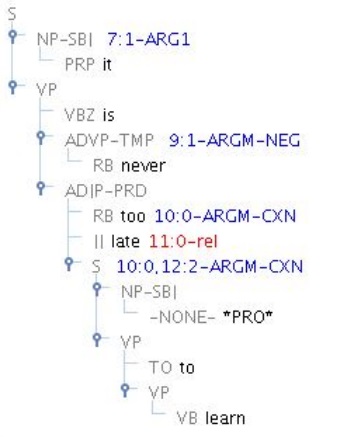 S
NP-SBJ 7:1-ARG1
PRP it
VP
VBZ is
ADVP-TMP 9:1-ARGM-NEG
RB never
ADJP-PRD
RB too 10:0-ARGM-CXN
JJ late 11:0-rel
S 10:0,12:2-ARGM-CXN
NP-SBJ
-NONE- *PRO*
VP
TO to
VP
VB learn